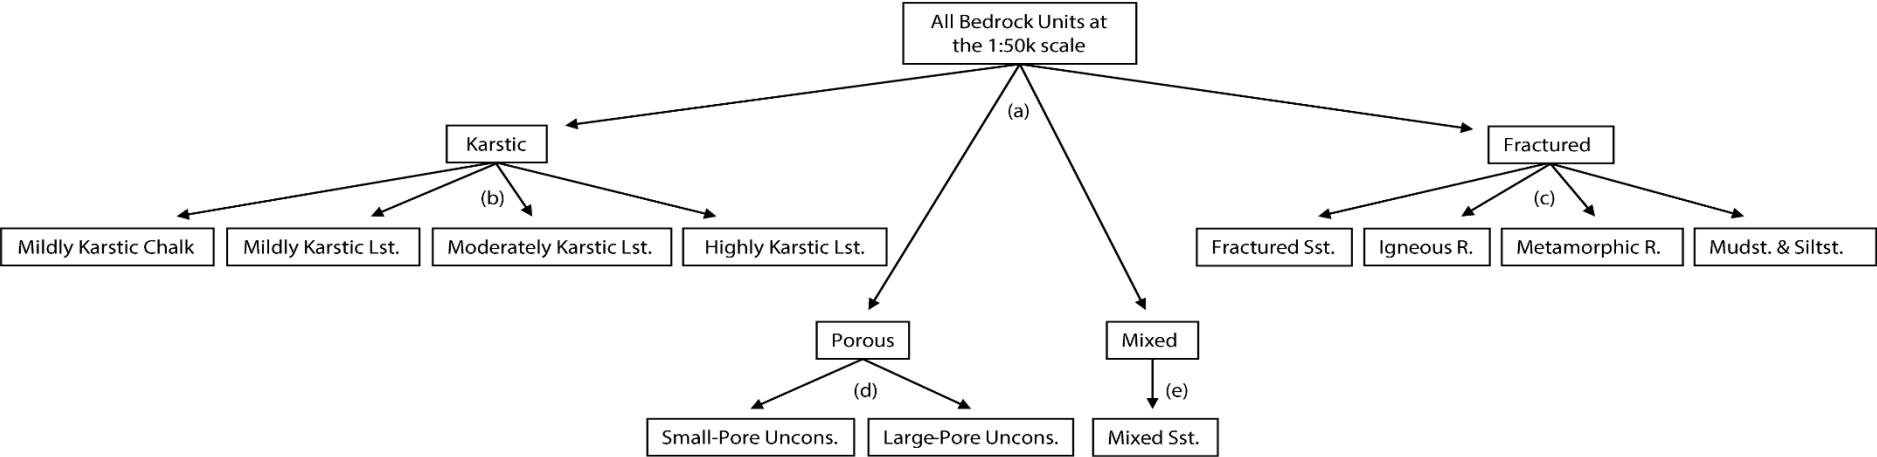 All Bedrock Units at
the 1:50k scale
(a)
Karstic
Fractured
(b)
(c)
Mildly Karstic Chalk
Mildly Karstic Lst.
Moderately Karstic Lst.
Highly Karstic Lst.
Fractured Sst.
Igneous R.
Metamorphic R.
Mudst. & Siltst.
Porous
Mixed
(d)
(e)
Small-Pore Uncons.
Large-Pore Uncons.
Mixed Sst.